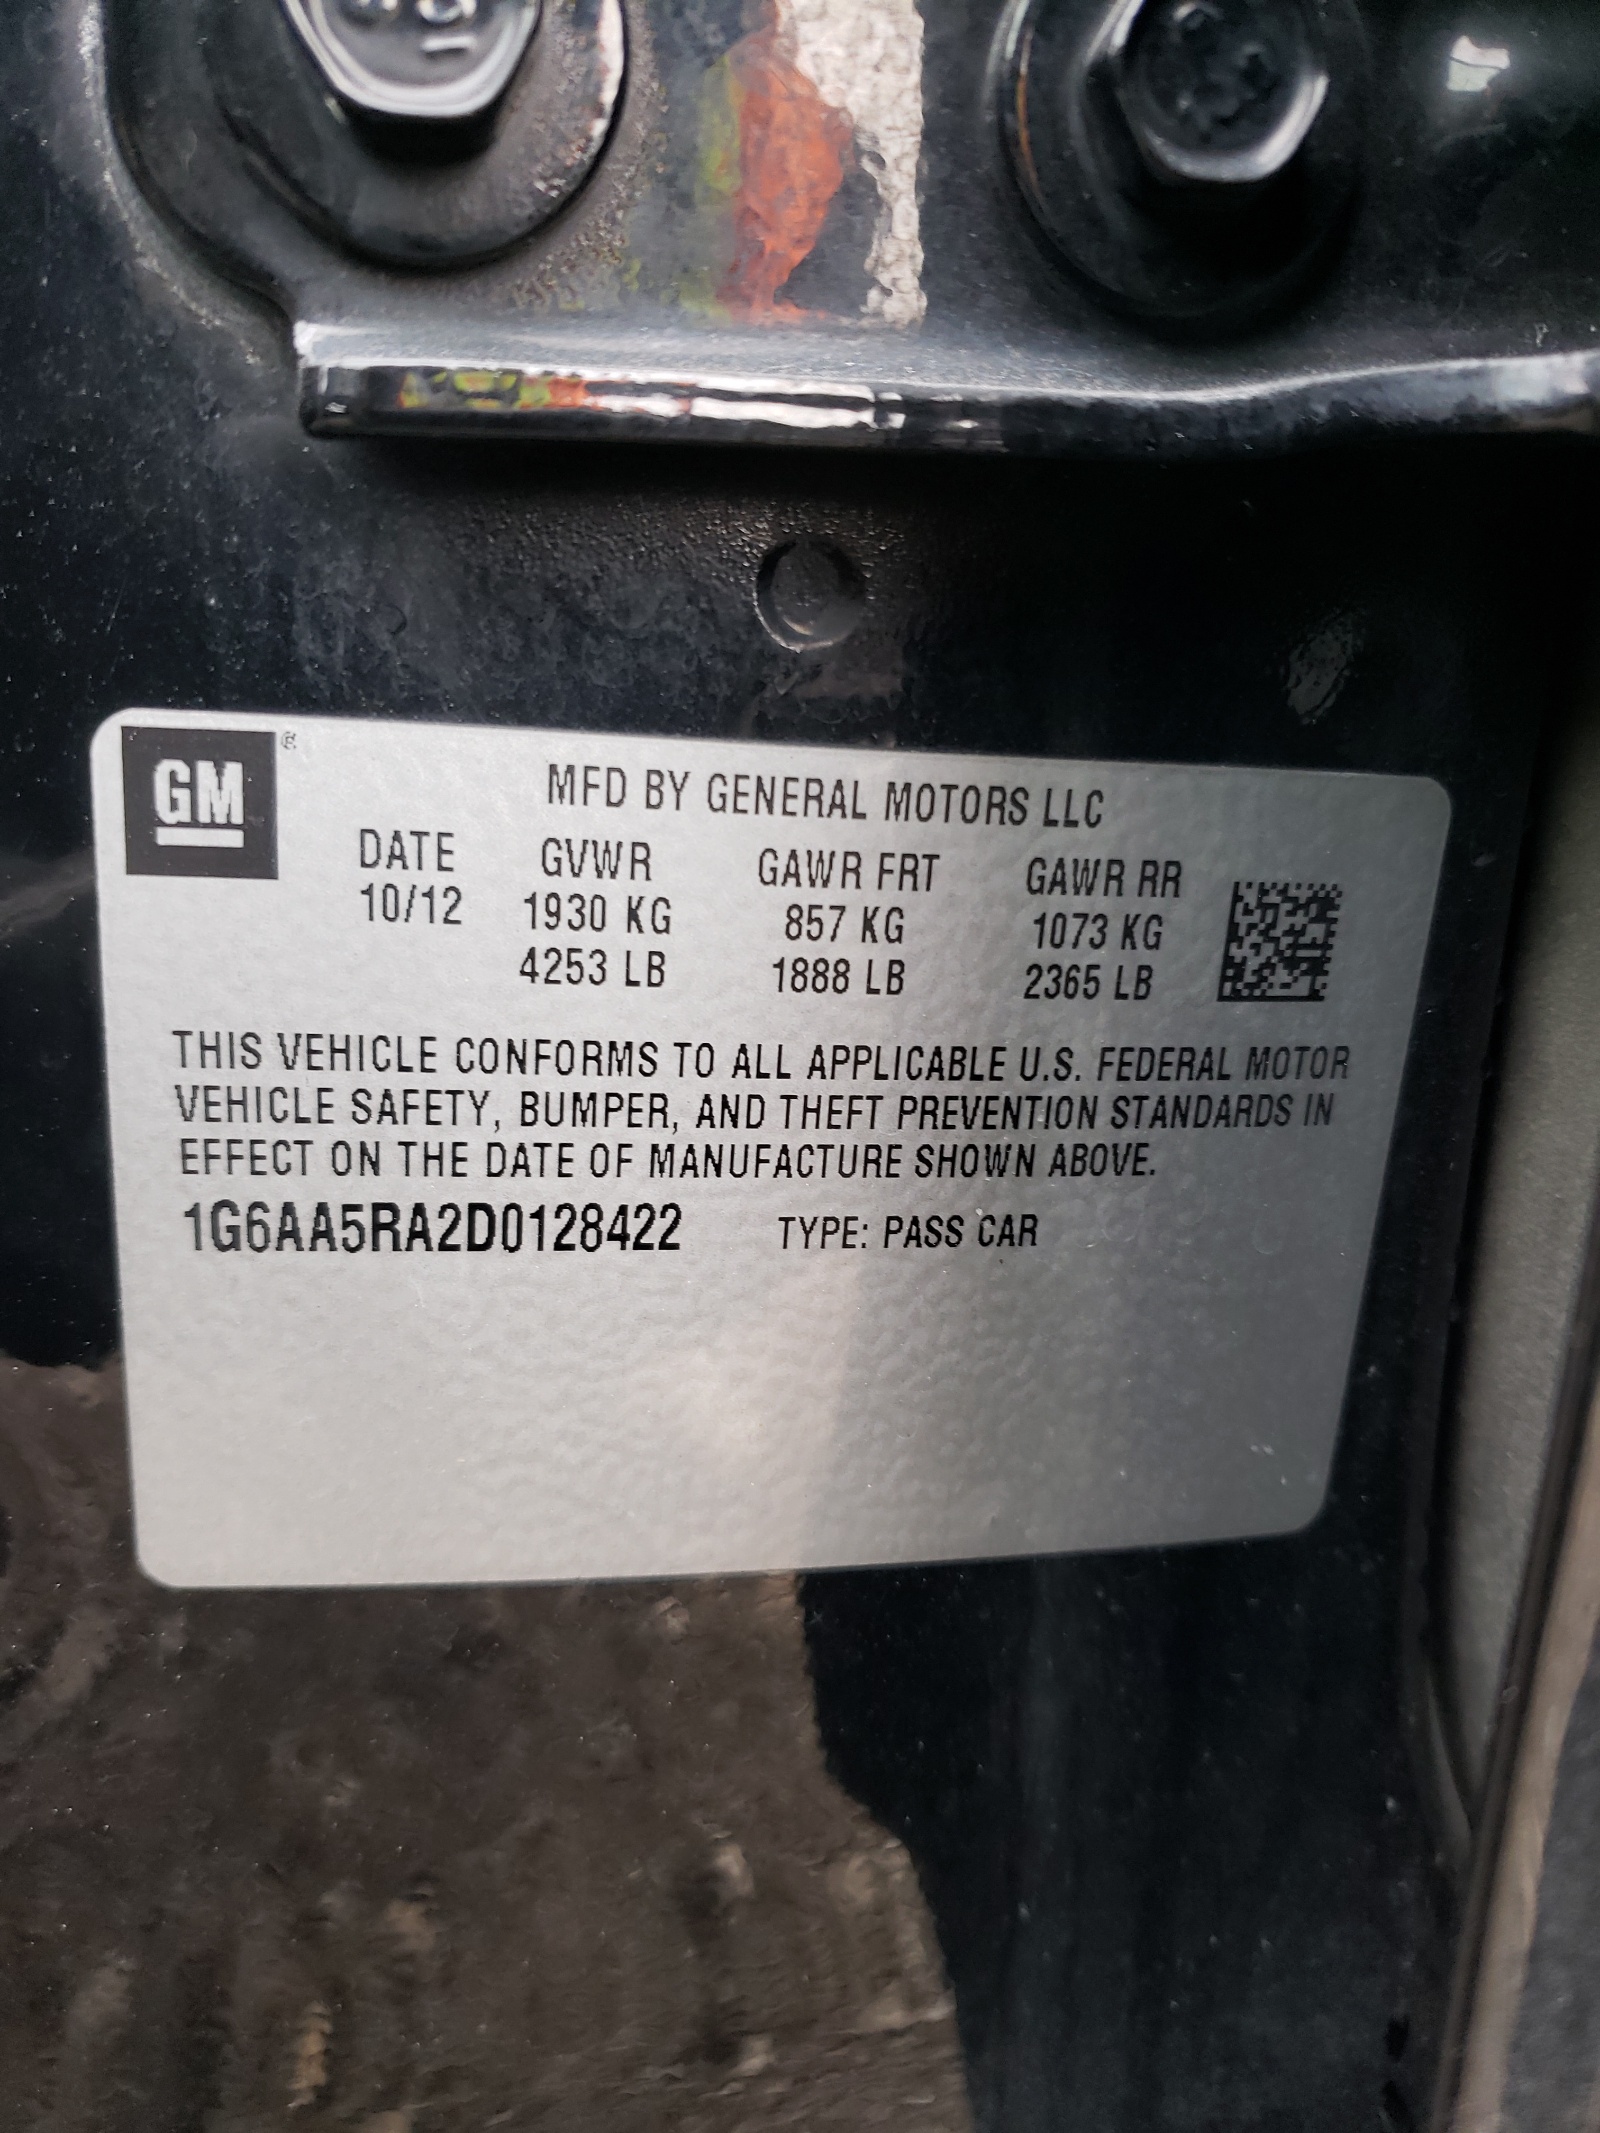 GM ®
MFD BY GENERAL MOTORS LLC
DATE GVWR GAWR FRT GAWR RR
10/12 1930 KG 857 KG 1073 KG
4253 LB 1888 LB 2365 LB
THIS VEHICLE CONFORMS TO ALL APPLICABLE U.S. FEDERAL MOTOR
VEHICLE SAFETY, BUMPER, AND THEFT PREVENTION STANDARDS IN
EFFECT ON THE DATE OF MANUFACTURE SHOWN ABOVE.
1G6AA5RA2D0128422 TYPE: PASS CAR